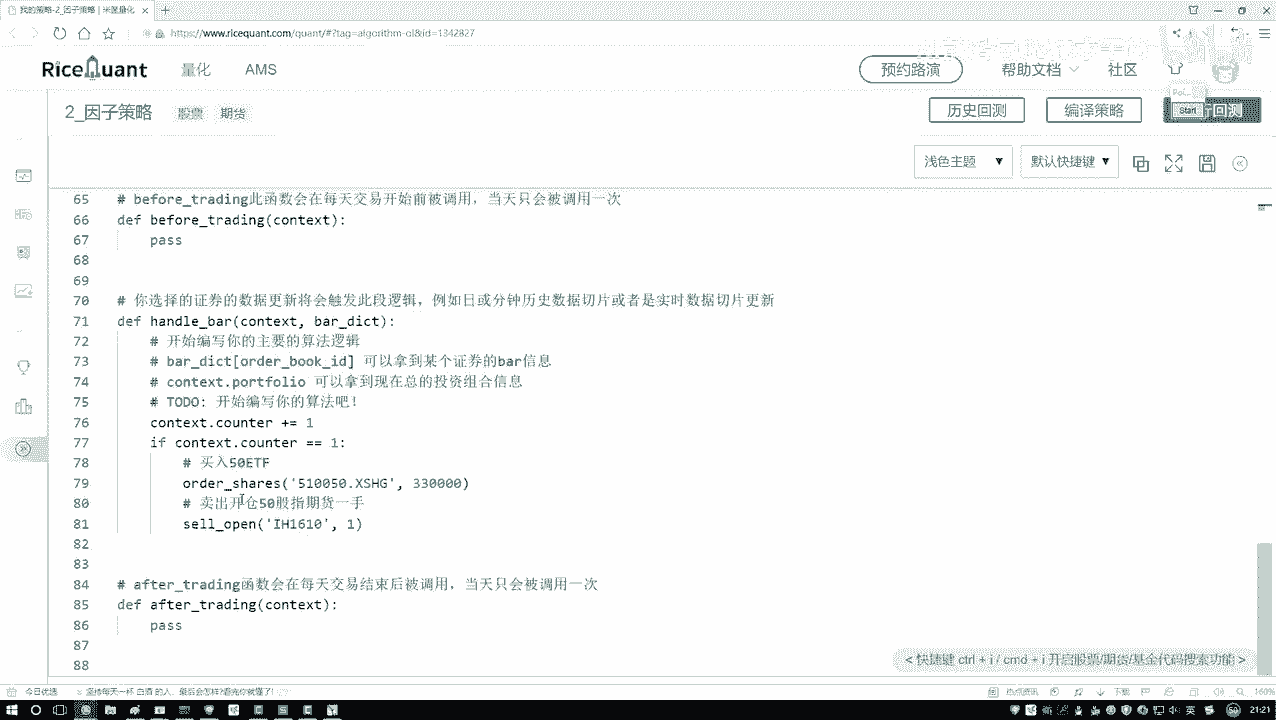 我的策略-2_因子策略 | 米筐量化
https://www.ricequant.com/quant/#?tag=algorithm-ol&id=1342827
RiceQuant 量化 AMS 预约路演 帮助文档 社区
2_因子策略 股票 期货 历史回测 编译策略 行回测
Start
浅色主题 默认快捷键
65 # before_trading此函数会在每天交易开始前被调用，当天只会被调用一次
66 def before_trading(context):
67 pass
68
69
70 # 你选择的证券的数据更新将会触发此段逻辑，例如日或分钟历史数据切片或者是实时数据切片更新
71 def handle_bar(context, bar_dict):
72 # 开始编写你的主要的算法逻辑
73 # bar_dict[order_book_id] 可以拿到某个证券的bar信息
74 # context.portfolio 可以拿到现在总的投资组合信息
75 # TODO: 开始编写你的算法吧！
76 context.counter += 1
77 if context.counter == 1:
78 # 买入50ETF
79 order_shares('510050.XSHG', 330000)
80 # 卖出开仓50股指期货一手
81 sell_open('IH1610', 1)
82
83
84 # after_trading函数会在每天交易结束后被调用，当天只会被调用一次
85 def after_trading(context):
86 pass
87
88
< 快捷键 ctrl + i / cmd + i 开启股票/期货/基金代码搜索功能 >
今日优选 热点资讯 下载 160%
英 21:21